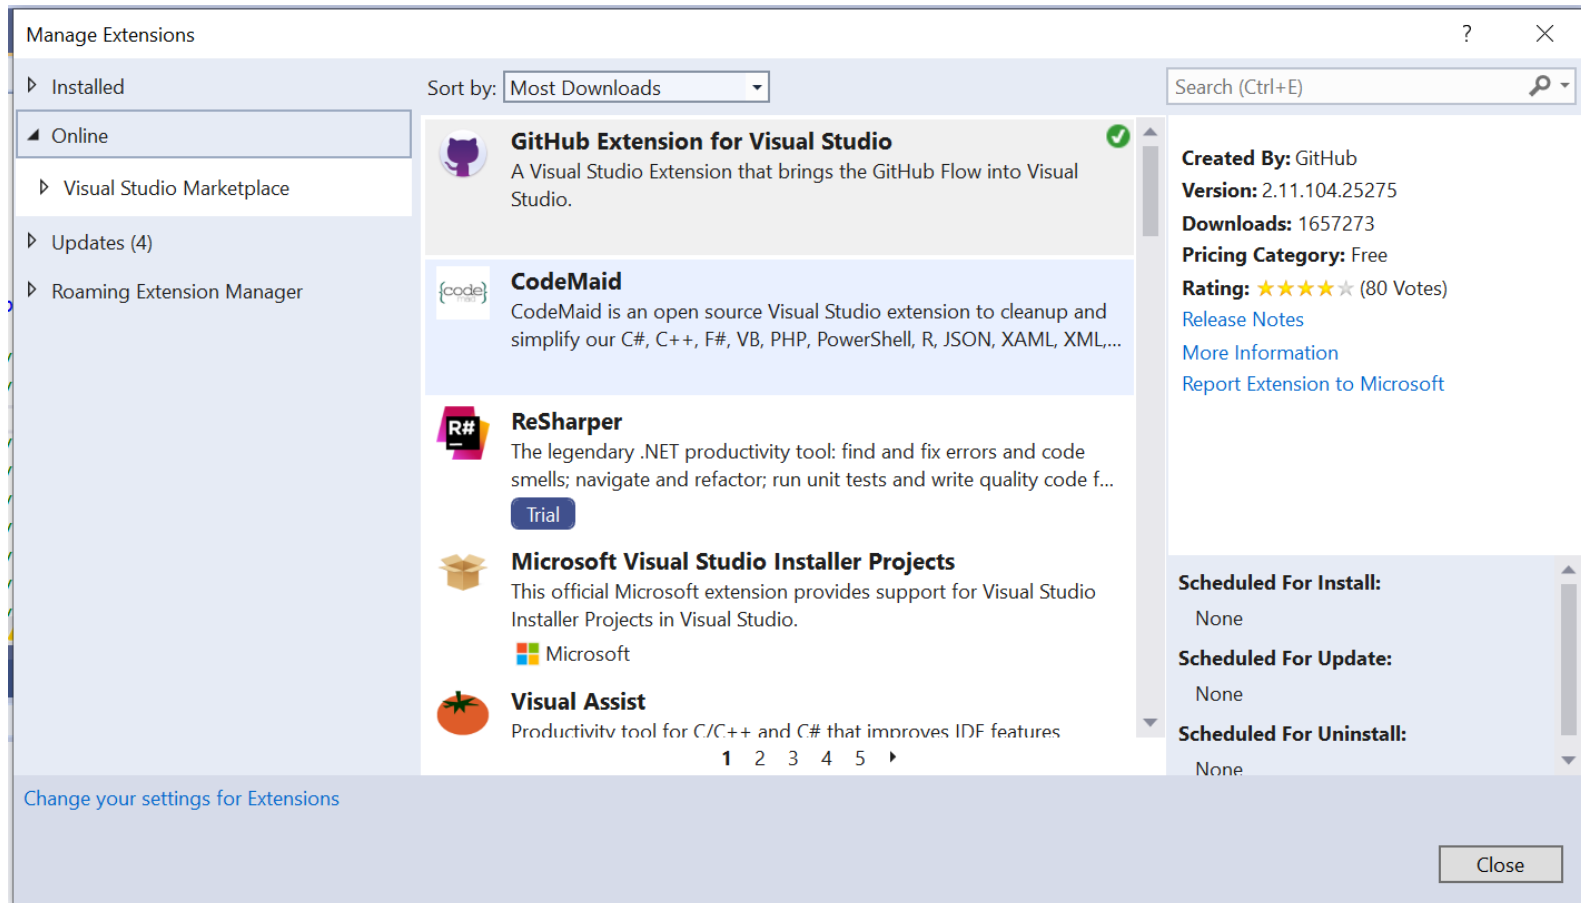 Manage Extensions
?
Installed
Online
Visual Studio Marketplace
Updates (4)
Roaming Extension Manager
Sort by: Most Downloads
GitHub Extension for Visual Studio
A Visual Studio Extension that brings the GitHub Flow into Visual
Studio.
{code}
maid
CodeMaid
CodeMaid is an open source Visual Studio extension to cleanup and
simplify our C#, C++, F#, VB, PHP, PowerShell, R, JSON, XAML, XML,...
R#
ReSharper
The legendary .NET productivity tool: find and fix errors and code
smells; navigate and refactor; run unit tests and write quality code f...
Trial
Microsoft Visual Studio Installer Projects
This official Microsoft extension provides support for Visual Studio
Installer Projects in Visual Studio.
Microsoft
Visual Assist
Productivity tool for C/C++ and C# that improves IDE features
1 2 3 4 5
Search (Ctrl+E)
Created By: GitHub
Version: 2.11.104.25275
Downloads: 1657273
Pricing Category: Free
Rating: (80 Votes)
Release Notes
More Information
Report Extension to Microsoft
Scheduled For Install:
None
Scheduled For Update:
None
Scheduled For Uninstall:
None
Change your settings for Extensions
Close